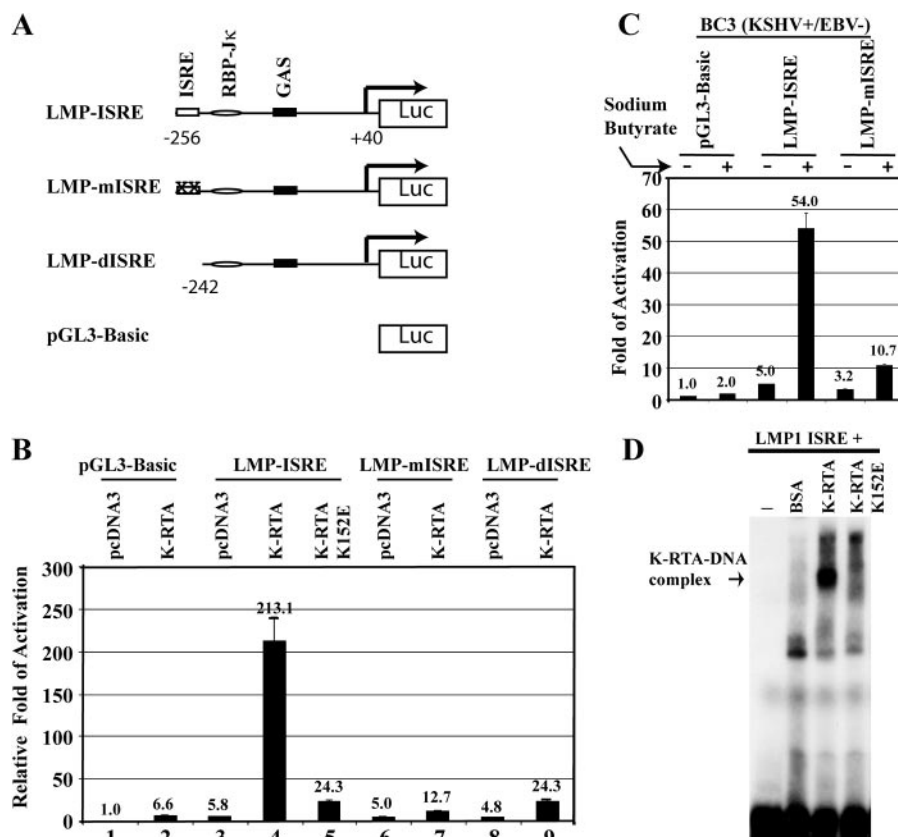 A
ISRE
RBP-Jκ
GAS
LMP-ISRE
Luc
-256
+40
LMP-mISRE
XX
Luc
LMP-dISRE
Luc
-242
pGL3-Basic
Luc
B
pGL3-Basic LMP-ISRE LMP-mISRE LMP-dISRE
pcDNA3
K-RTA
pcDNA3
K-RTA
K-RTA
K152E
pcDNA3
K-RTA
pcDNA3
K-RTA
Relative Fold of Activation
300
250
200
150
100
50
0
1.0
6.6
5.8
213.1
24.3
5.0
12.7
4.8
24.3
1 2 3 4 5 6 7 8 9
C
BC3 (KSHV+/EBV-)
pGL3-Basic
LMP-ISRE
LMP-mISRE
Sodium
Butyrate
- + - + - +
Fold of Activation
70
60
50
40
30
20
10
0
1.0
2.0
5.0
54.0
3.2
10.7
D
LMP1 ISRE +
–
BSA
K-RTA
K-RTA
K152E
K-RTA-DNA
complex